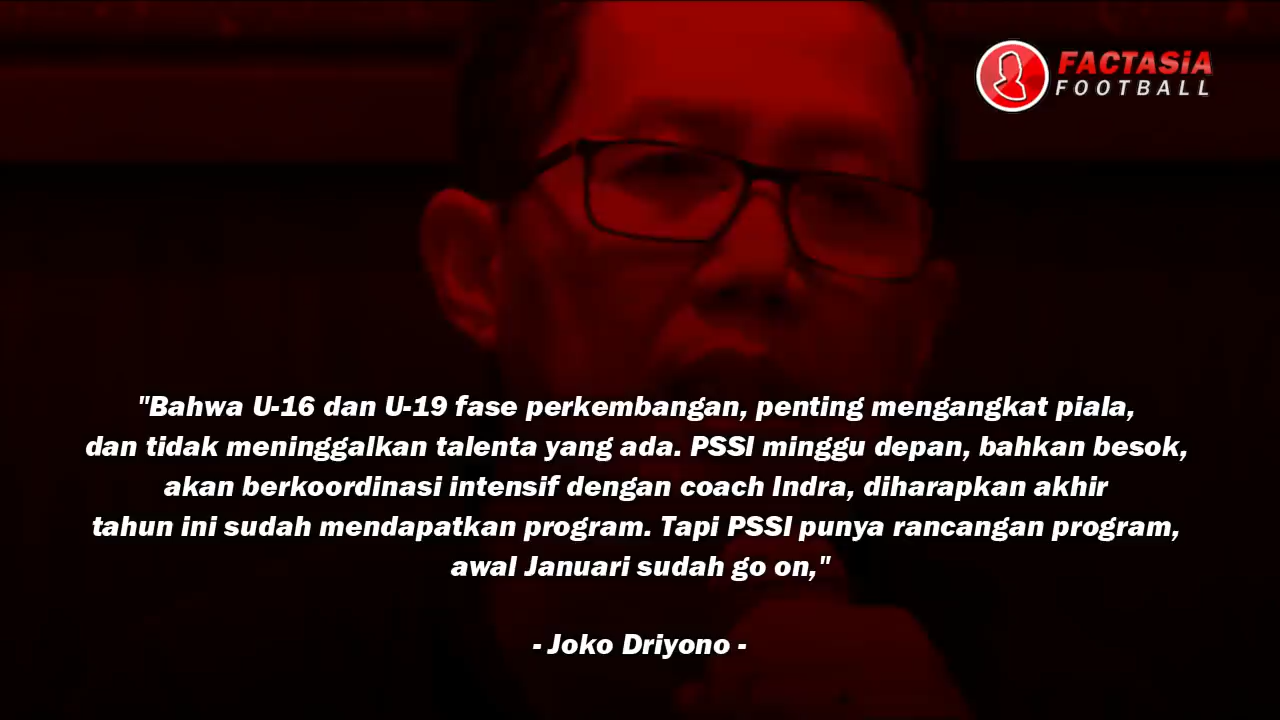 FACTASiA
FOOTBALL
"Bahwa U-16 dan U-19 fase perkembangan, penting mengangkat piala,
dan tidak meninggalkan talenta yang ada. PSSI minggu depan, bahkan besok,
akan berkoordinasi intensif dengan coach Indra, diharapkan akhir
tahun ini sudah mendapatkan program. Tapi PSSI punya rancangan program,
awal Januari sudah go on,"
- Joko Driyono -